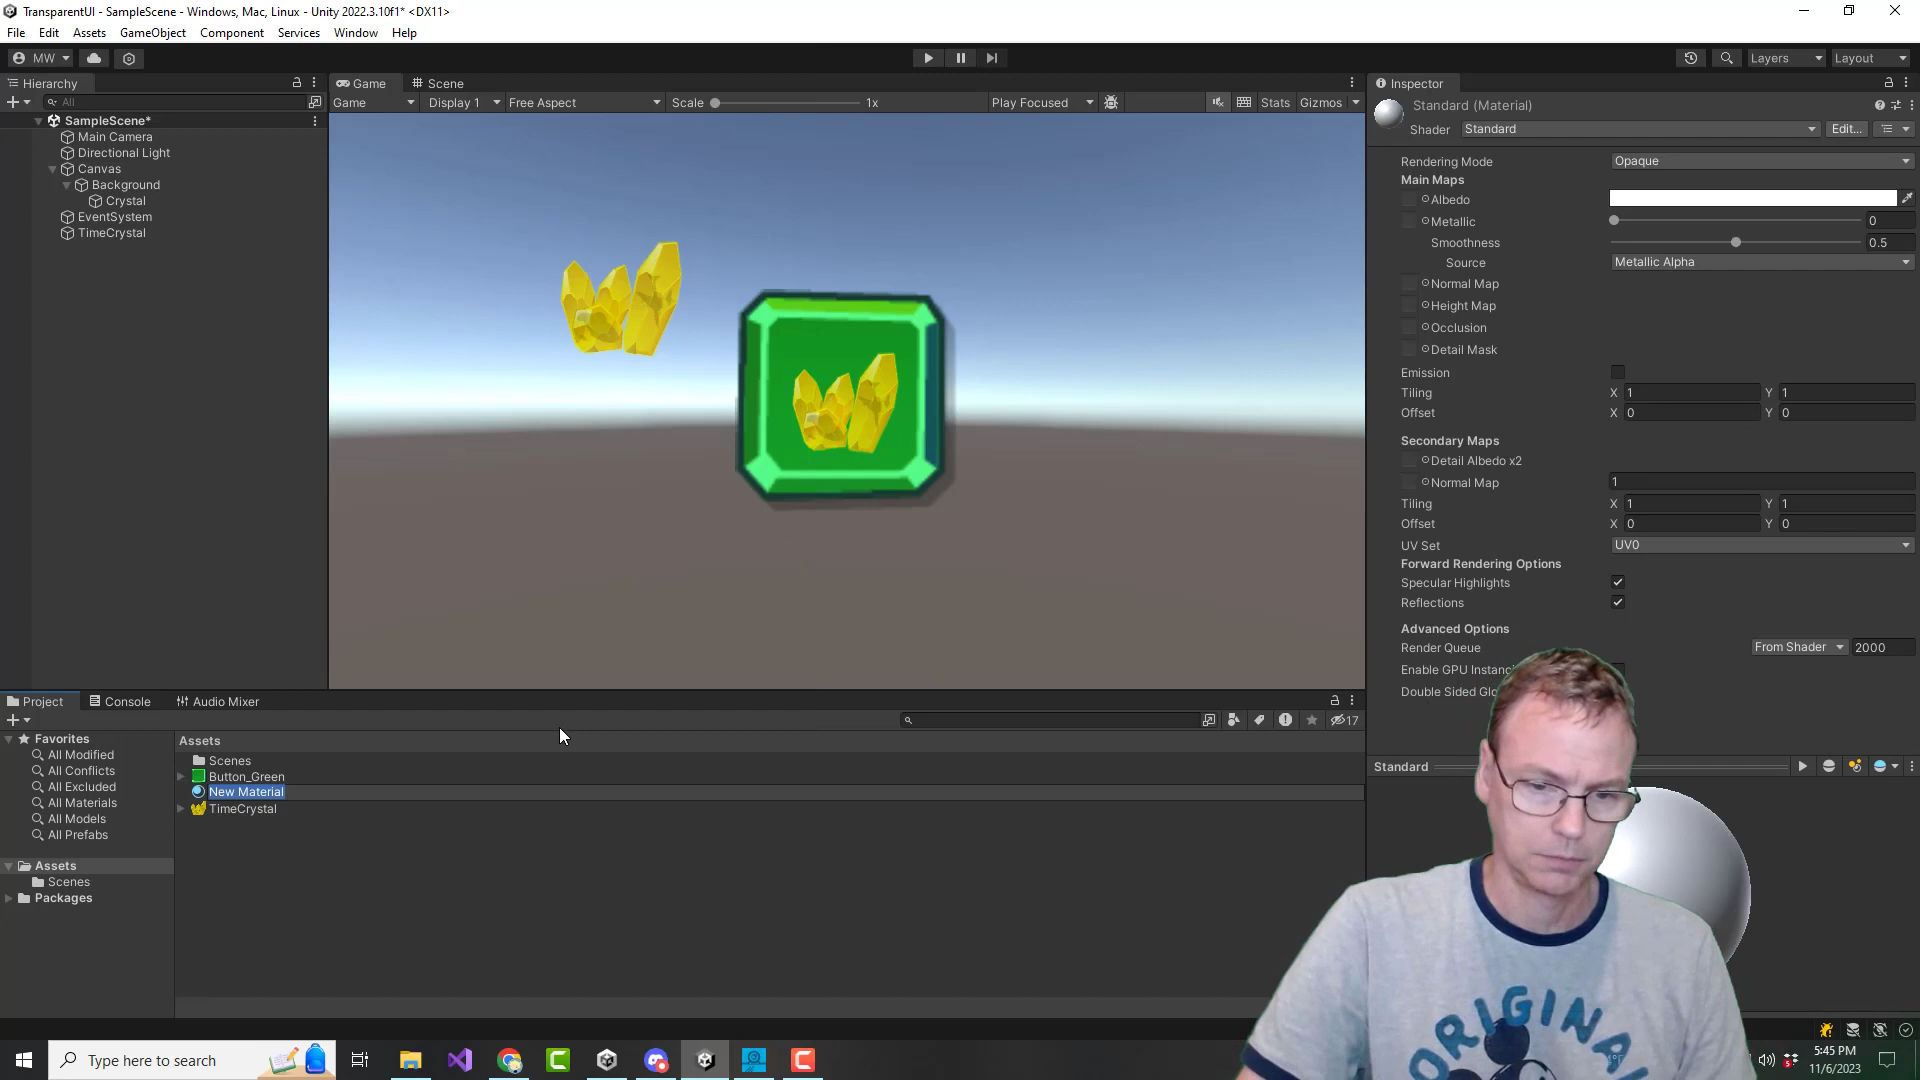 TransparentUI - SampleScene - Windows, Mac, Linux - Unity 2022.3.10f1* <DX11>
File Edit Assets GameObject Component Services Window Help
MW
Layers Layout
Hierarchy
All
SampleScene*
Main Camera
Directional Light
Canvas
Background
Crystal
EventSystem
TimeCrystal
Game Scene
Game Display 1 Free Aspect Scale 1x Play Focused Stats Gizmos
Inspector
Standard (Material)
Shader Standard Edit...
Rendering Mode Opaque
Main Maps
Albedo
Metallic 0
Smoothness 0.5
Source Metallic Alpha
Normal Map
Height Map
Occlusion
Detail Mask
Emission
Tiling X 1 Y 1
Offset X 0 Y 0
Secondary Maps
Detail Albedo x2
Normal Map 1
Tiling X 1 Y 1
Offset X 0 Y 0
UV Set UV0
Forward Rendering Options
Specular Highlights
Reflections
Advanced Options
Render Queue From Shader 2000
Enable GPU Instanci
Double Sided Glo
Standard
Project Console Audio Mixer
17
Favorites
All Modified
All Conflicts
All Excluded
All Materials
All Models
All Prefabs
Assets
Scenes
Packages
Assets
Scenes
Button_Green
New Material
TimeCrystal
ORIGINAL
Type here to search
5:45 PM
11/6/2023